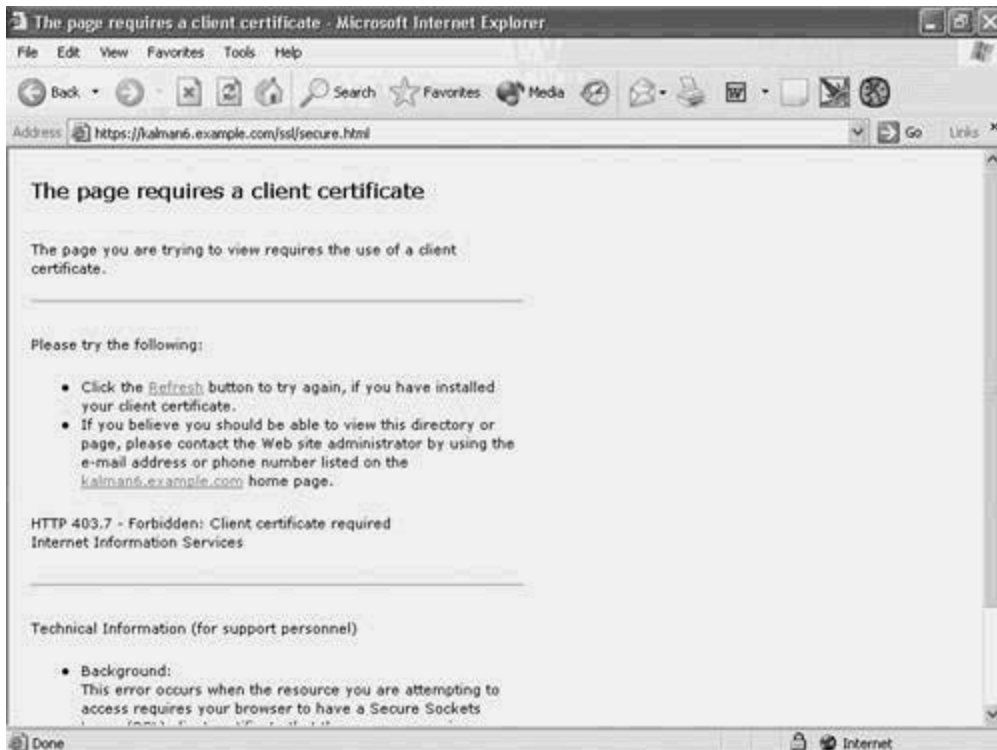 The page requires a client certificate - Microsoft Internet Explorer
File Edit View Favorites Tools Help
Back Search Favorites Media
Address https://kalman6.example.com/ssl/secure.html Go Links
The page requires a client certificate
The page you are trying to view requires the use of a client
certificate.
Please try the following:
Click the Refresh button to try again, if you have installed
your client certificate.
If you believe you should be able to view this directory or
page, please contact the Web site administrator by using the
e-mail address or phone number listed on the
kalman6.example.com home page.
HTTP 403.7 - Forbidden: Client certificate required
Internet Information Services
Technical Information (for support personnel)
Background:
This error occurs when the resource you are attempting to
access requires your browser to have a Secure Sockets
Done Internet